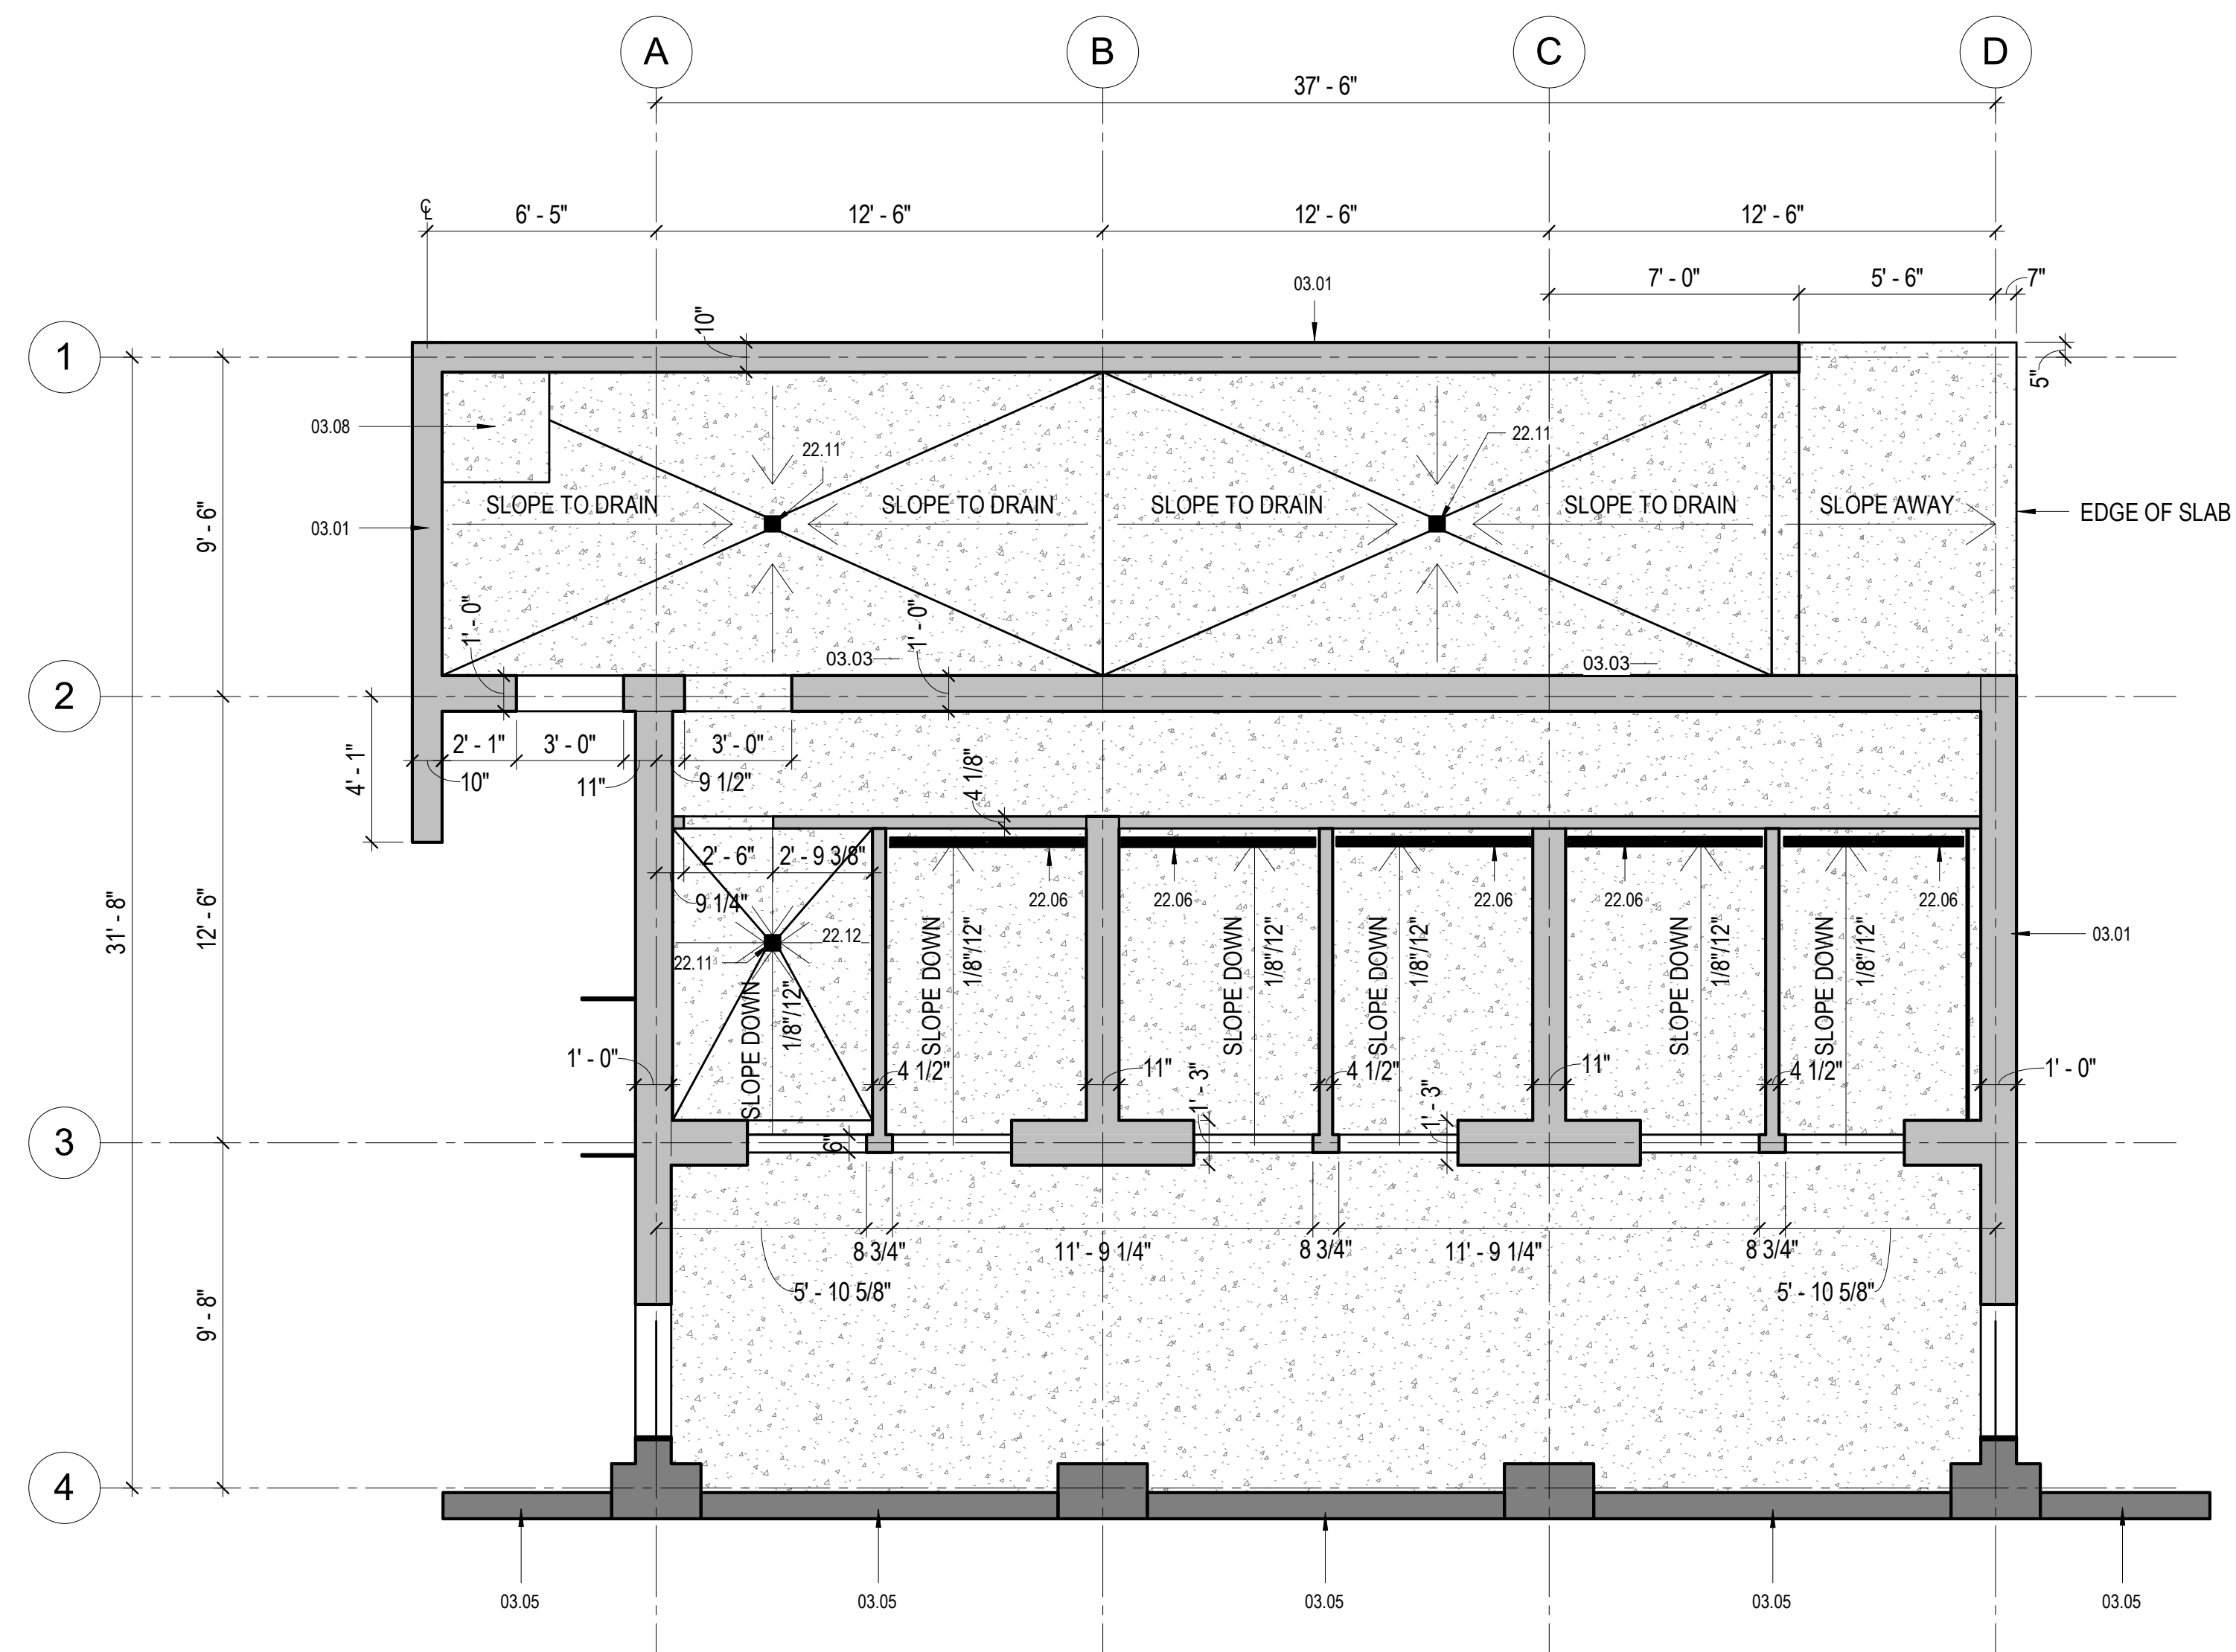 A
B
C
D
37' - 6"
℄
6' - 5"
12' - 6"
12' - 6"
12' - 6"
7' - 0"
5' - 6"
7"
03.01
10"
1
5"
03.08
22.11
22.11
SLOPE TO DRAIN
SLOPE TO DRAIN
SLOPE TO DRAIN
SLOPE TO DRAIN
SLOPE AWAY
EDGE OF SLAB
03.01
9' - 6"
1' - 0"
1' - 0"
03.03
03.03
2
2' - 1"
3' - 0"
3' - 0"
4' - 1"
10"
11"
9 1/2"
4 1/8"
2' - 6"
2' - 9 3/8"
9 1/4"
22.06
22.06
22.06
22.06
22.06
31' - 8"
12' - 6"
22.12
22.11
03.01
SLOPE DOWN
1/8"/12"
SLOPE DOWN
1/8"/12"
SLOPE DOWN
1/8"/12"
SLOPE DOWN
1/8"/12"
SLOPE DOWN
1/8"/12"
SLOPE DOWN
1/8"/12"
1' - 0"
4 1/2"
11"
1' - 3"
4 1/2"
1' - 3"
11"
4 1/2"
1' - 0"
3
6"
8 3/4"
11' - 9 1/4"
8 3/4"
11' - 9 1/4"
8 3/4"
5' - 10 5/8"
5' - 10 5/8"
9' - 8"
4
03.05
03.05
03.05
03.05
03.05